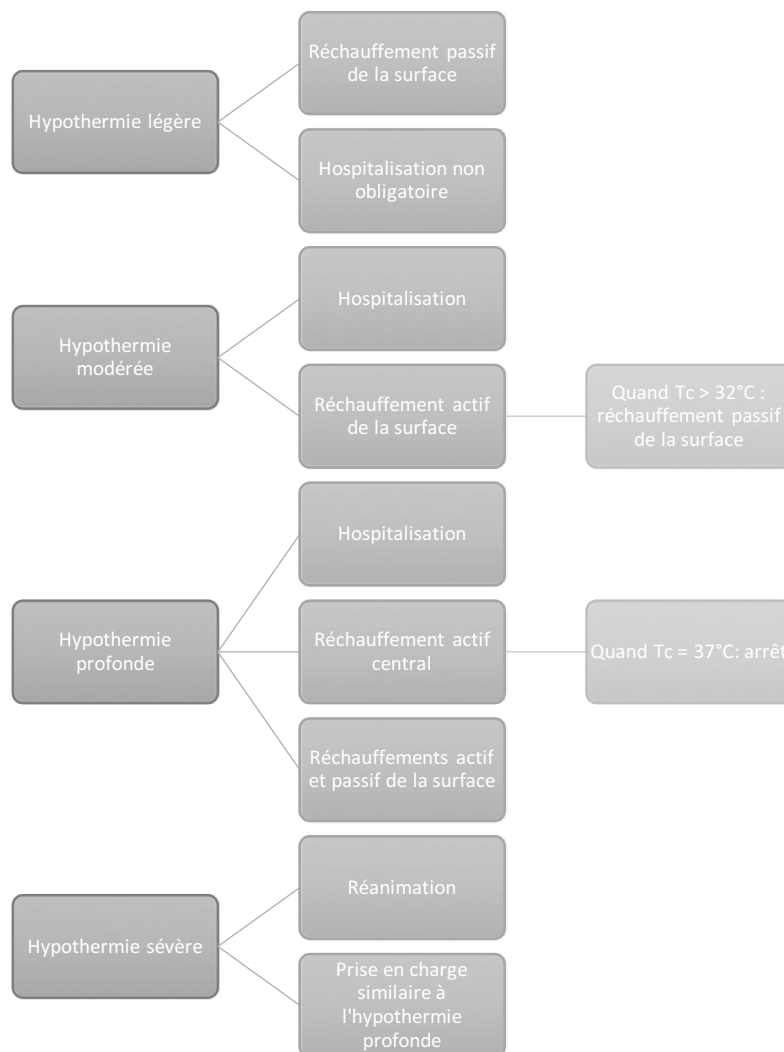 Hypothermie légère
Réchauffement passif
de la surface
Hospitalisation non
obligatoire
Hypothermie
modérée
Hospitalisation
Réchauffement actif
de la surface
Quand Tc > 32°C :
réchauffement passif
de la surface
Hypothermie
profonde
Hospitalisation
Réchauffement actif
central
Quand Tc = 37°C: arrêt
Réchauffements actif
et passif de la surface
Hypothermie sévère
Réanimation
Prise en charge
similaire à
l'hypothermie
profonde